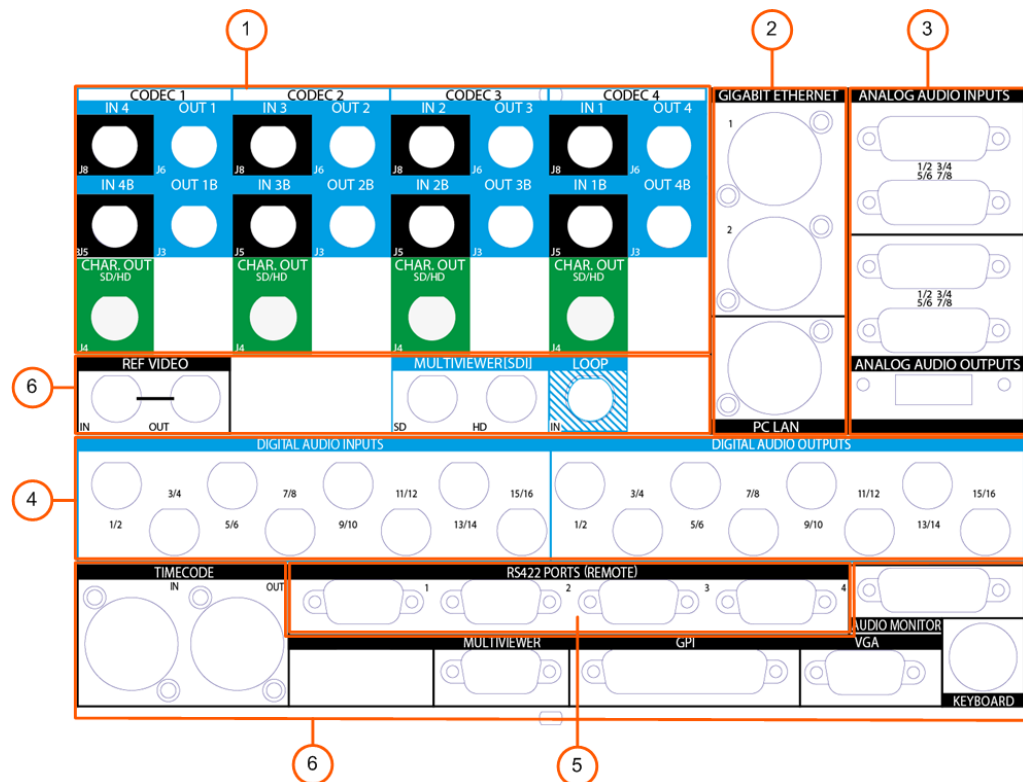 1 2 3
CODEC 1 CODEC 2 CODEC 3 CODEC 4 GIGABIT ETHERNET ANALOG AUDIO INPUTS
IN 4 OUT 1 IN 3 OUT 2 IN 2 OUT 3 IN 1 OUT 4
1
J8 J6 J8 J6 J8 J3 J8 J6
1/2 3/4
5/6 7/8
IN 4B OUT 1B IN 3B OUT 2B IN 2B OUT 3B IN 1B OUT 4B
2
J5 J3 J5 J3 J5 J3 J5 J3
CHAR. OUT CHAR. OUT CHAR. OUT CHAR. OUT
SD/HD SD/HD SD/HD SD/HD
1/2 3/4
5/6 7/8
J4 J4 J4 J4
6
REF VIDEO MULTIVIEWER[SDI] LOOP ANALOG AUDIO OUTPUTS
IN OUT SD HD IN PC LAN
4
DIGITAL AUDIO INPUTS DIGITAL AUDIO OUTPUTS
3/4 7/8 11/12 15/16 3/4 7/8 11/12 15/16
1/2 5/6 9/10 13/14 1/2 5/6 9/10 13/14
TIMECODE RS422 PORTS (REMOTE)
IN OUT 1 2 3 4
AUDIO MONITOR
MULTIVIEWER GPI VGA
KEYBOARD
6 5